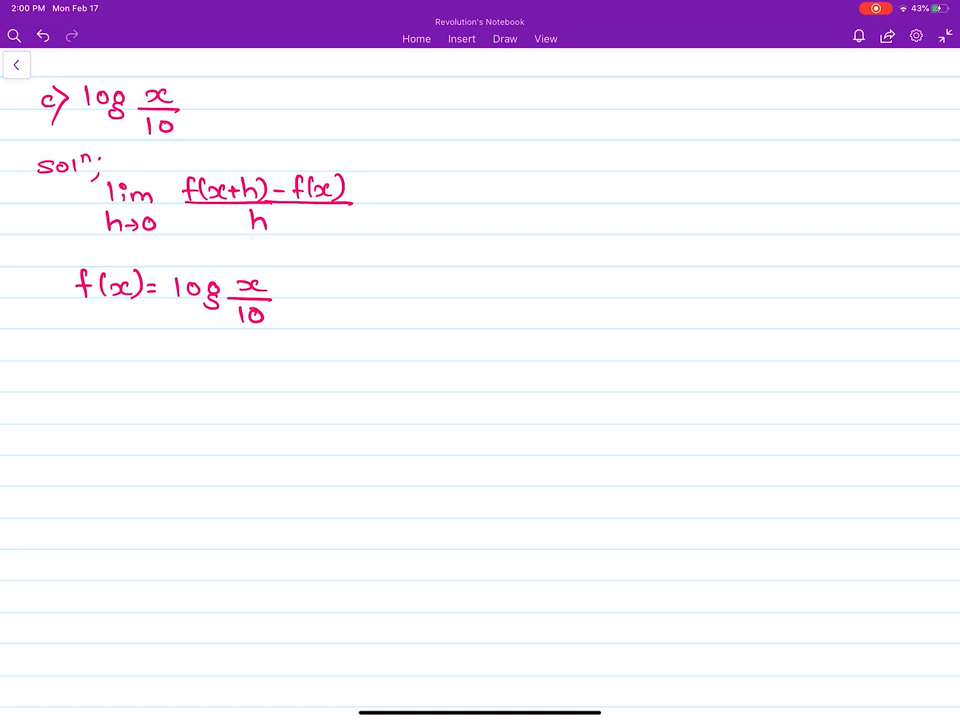 2:00 PM Mon Feb 17
43%
Revolution's Notebook
Home Insert Draw View
c) log x/10
solⁿ;
lim h→0 f(x+h) - f(x) / h
f(x) = log x/10